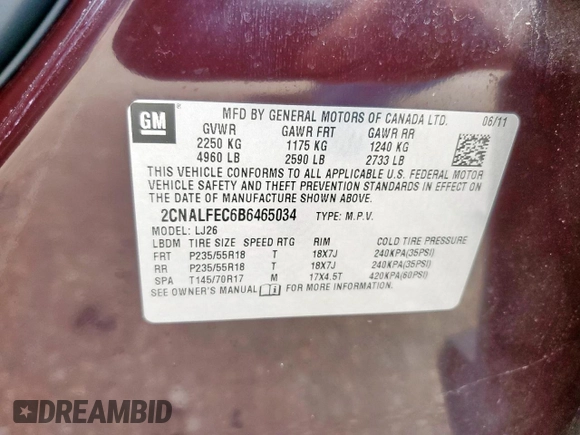 GM
MFD BY GENERAL MOTORS OF CANADA LTD. 06/11
GVWR GAWR FRT GAWR RR
2250 KG 1175 KG 1240 KG
4960 LB 2590 LB 2733 LB
THIS VEHICLE CONFORMS TO ALL APPLICABLE U.S. FEDERAL MOTOR
VEHICLE SAFETY AND THEFT PREVENTION STANDARDS IN EFFECT ON
THE DATE OF MANUFACTURE SHOWN ABOVE.
2CNALFEC6B6465034 TYPE: M.P.V.
MODEL: LJ26
LBDM TIRE SIZE SPEED RTG RIM COLD TIRE PRESSURE
FRT P235/55R18 T 18X7J 240KPA(35PSI)
RR P235/55R18 T 18X7J 240KPA(35PSI)
SPA T145/70R17 M 17X4.5T 420KPA(60PSI)
SEE OWNER'S MANUAL i FOR MORE INFORMATION.
DREAMBID